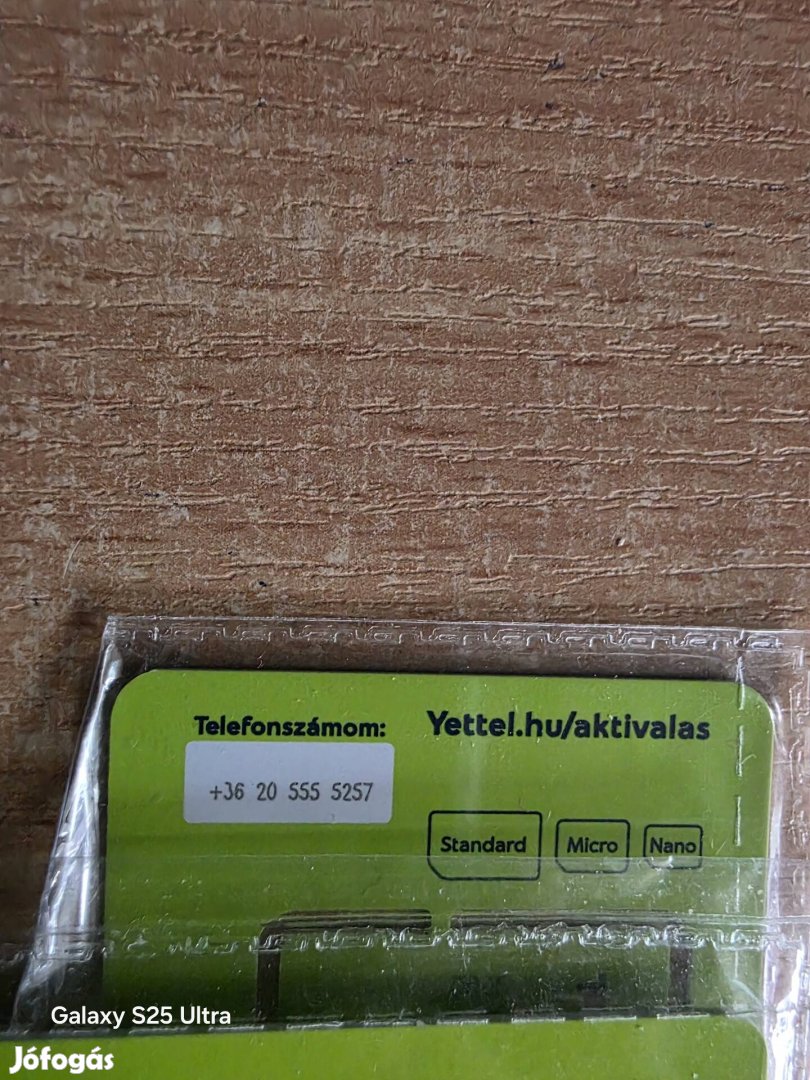 Telefonszámom:
Yettel.hu/aktivalas
+36 20 555 5257
Standard
Micro
Nano
Galaxy S25 Ultra
Jófogás